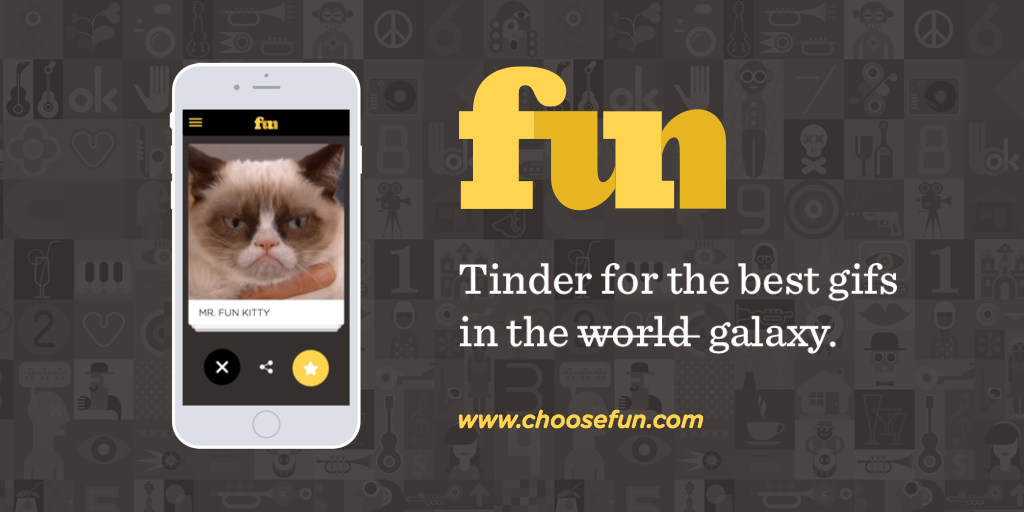 fun
MR. FUN KITTY
fun
Tinder for the best gifs
in the world galaxy.
www.choosefun.com